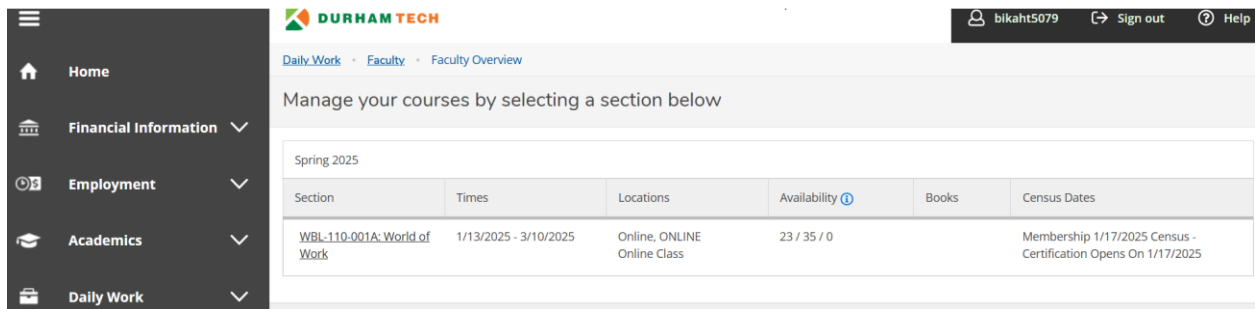 DURHAM TECH
bikaht5079 Sign out Help
Home
Financial Information
Employment
Academics
Daily Work
Daily Work · Faculty · Faculty Overview
Manage your courses by selecting a section below
Spring 2025
Section Times Locations Availability Books Census Dates
WBL-110-001A: World of 1/13/2025 - 3/10/2025 Online, ONLINE 23 / 35 / 0 Membership 1/17/2025 Census -
Work Online Class Certification Opens On 1/17/2025